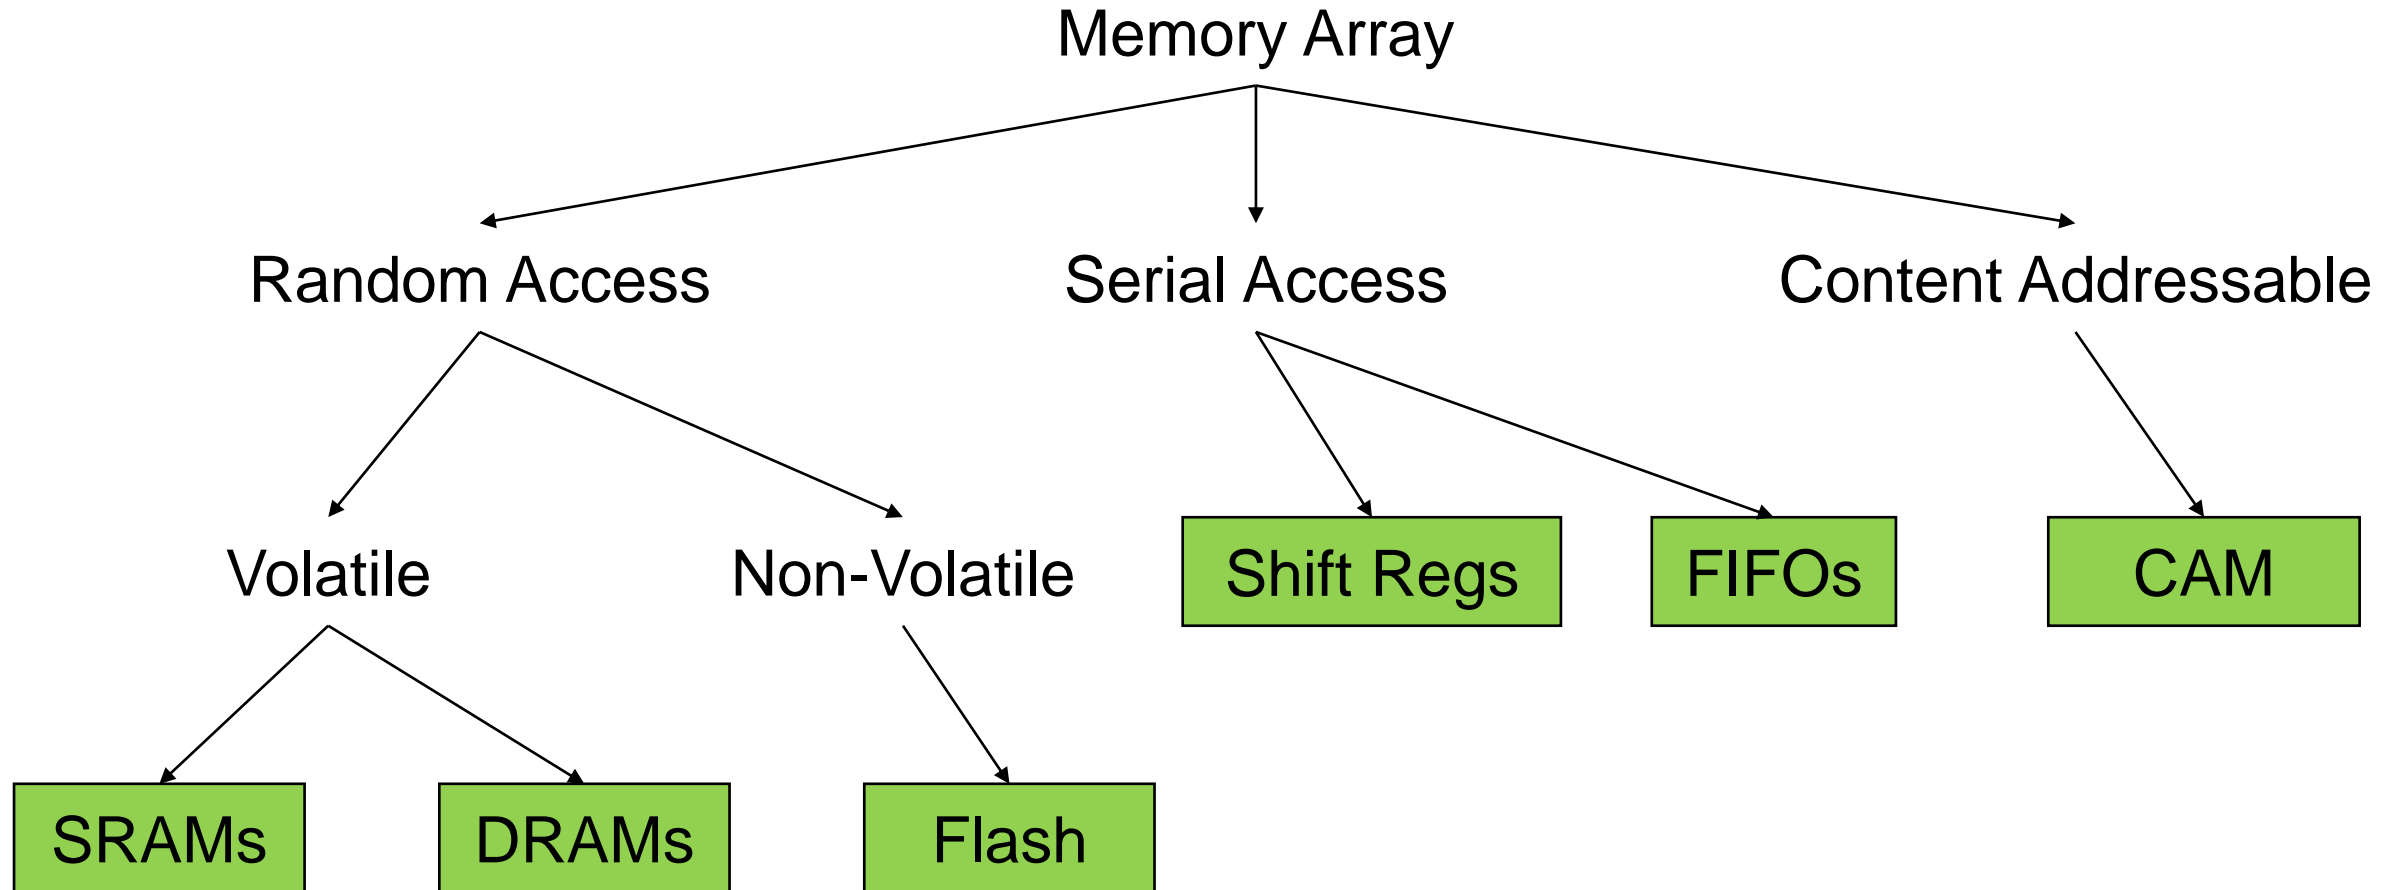 Memory Array
Random Access
Serial Access
Content Addressable
Volatile
Non-Volatile
Shift Regs
FIFOs
CAM
SRAMs
DRAMs
Flash